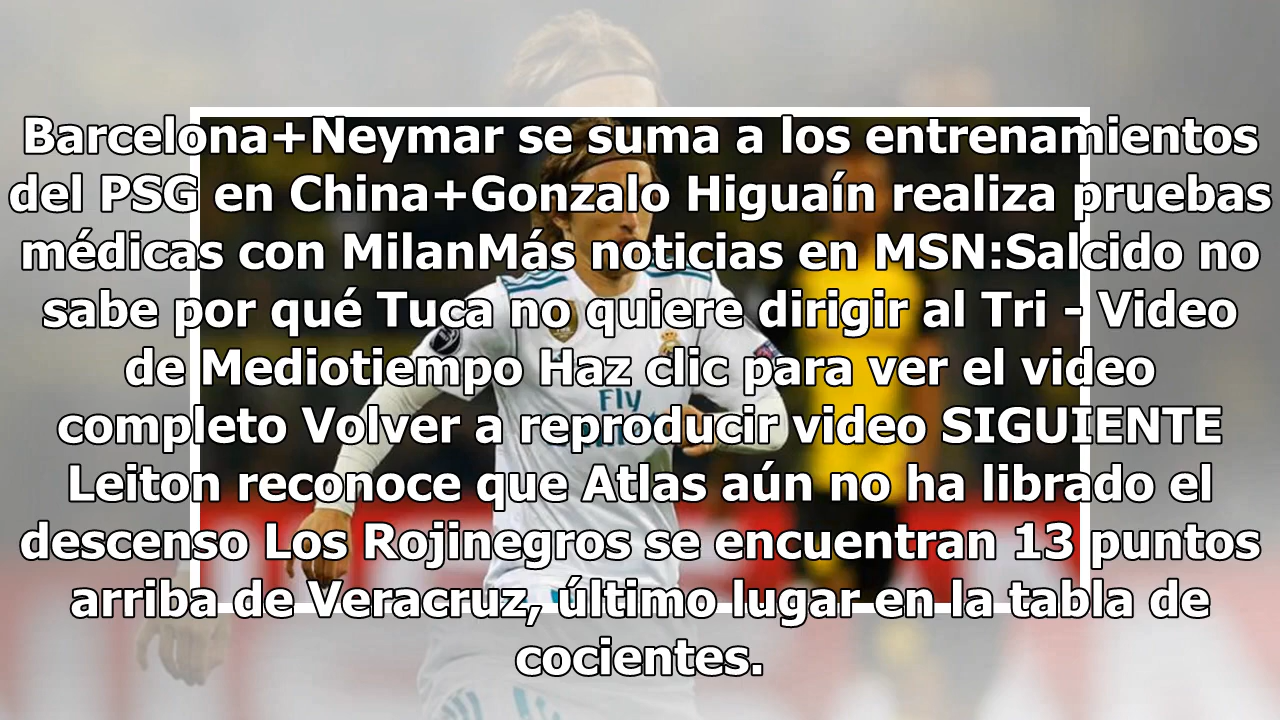 Barcelona+Neymar se suma a los entrenamientos
del PSG en China+Gonzalo Higuaín realiza pruebas
médicas con MilanMás noticias en MSN:Salcido no
sabe por qué Tuca no quiere dirigir al Tri - Video
de Mediotiempo Haz clic para ver el video
completo Volver a reproducir video SIGUIENTE
Leiton reconoce que Atlas aún no ha librado el
descenso Los Rojinegros se encuentran 13 puntos
arriba de Veracruz, último lugar en la tabla de
cocientes.
Fly